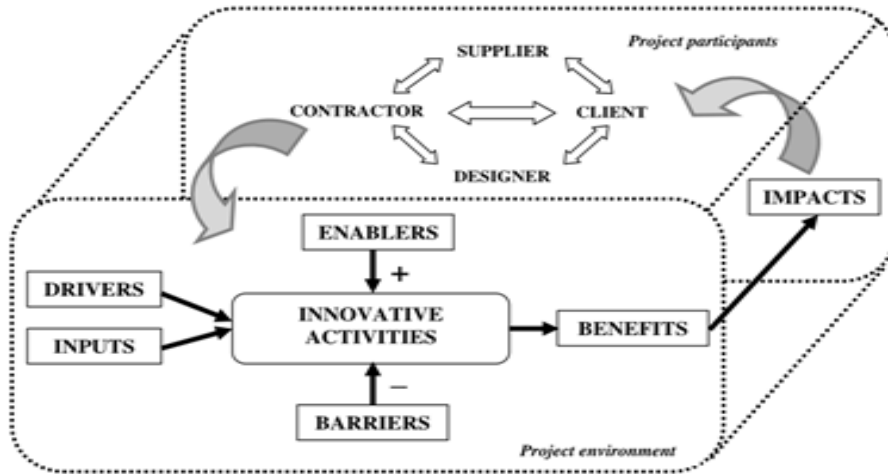 Project participants
SUPPLIER
CONTRACTOR
CLIENT
DESIGNER
IMPACTS
ENABLERS
+
DRIVERS
INNOVATIVE
ACTIVITIES
INPUTS
BENEFITS
–
BARRIERS
Project environment